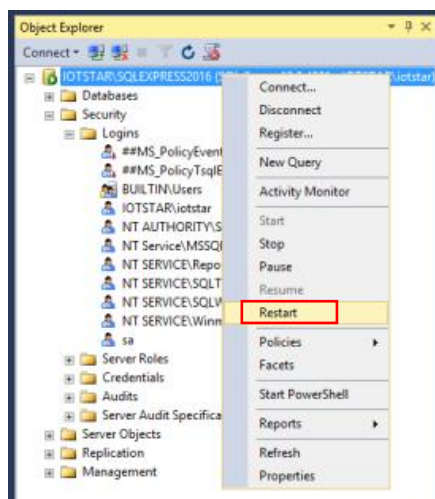 Object Explorer
Connect
IOTSTAR\SQLEXPRESS2016 (
\iotstar)
Databases
Security
Logins
##MS_PolicyEvent
##MS_PolicyTsqlE
BUILTIN\Users
IOTSTAR\iotstar
NT AUTHORITY\S
NT Service\MSSQ
NT SERVICE\Repo
NT SERVICE\SQLT
NT SERVICE\SQLW
NT SERVICE\Winm
sa
Server Roles
Credentials
Audits
Server Audit Specifica
Server Objects
Replication
Management
Connect...
Disconnect
Register...
New Query
Activity Monitor
Start
Stop
Pause
Resume
Restart
Policies
Facets
Start PowerShell
Reports
Refresh
Properties